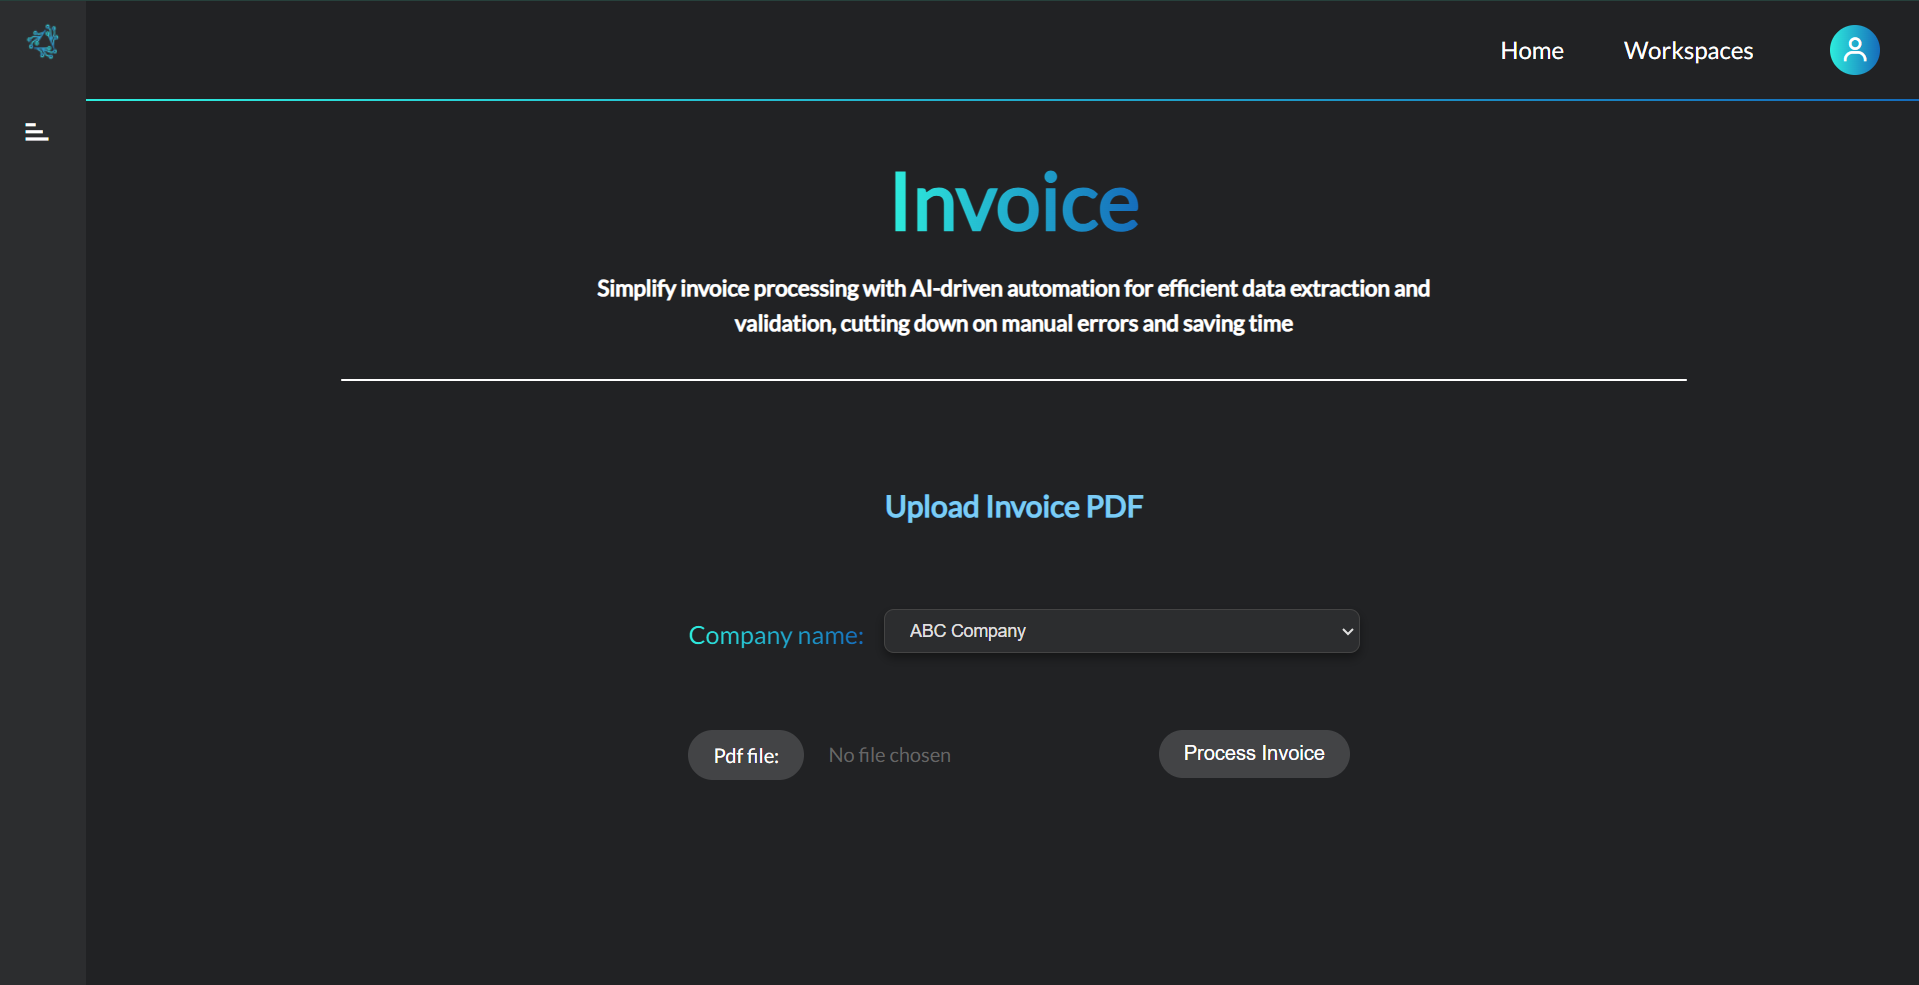 Home Workspaces
Invoice
Simplify invoice processing with AI-driven automation for efficient data extraction and
validation, cutting down on manual errors and saving time
Upload Invoice PDF
Company name: ABC Company
Pdf file: No file chosen Process Invoice